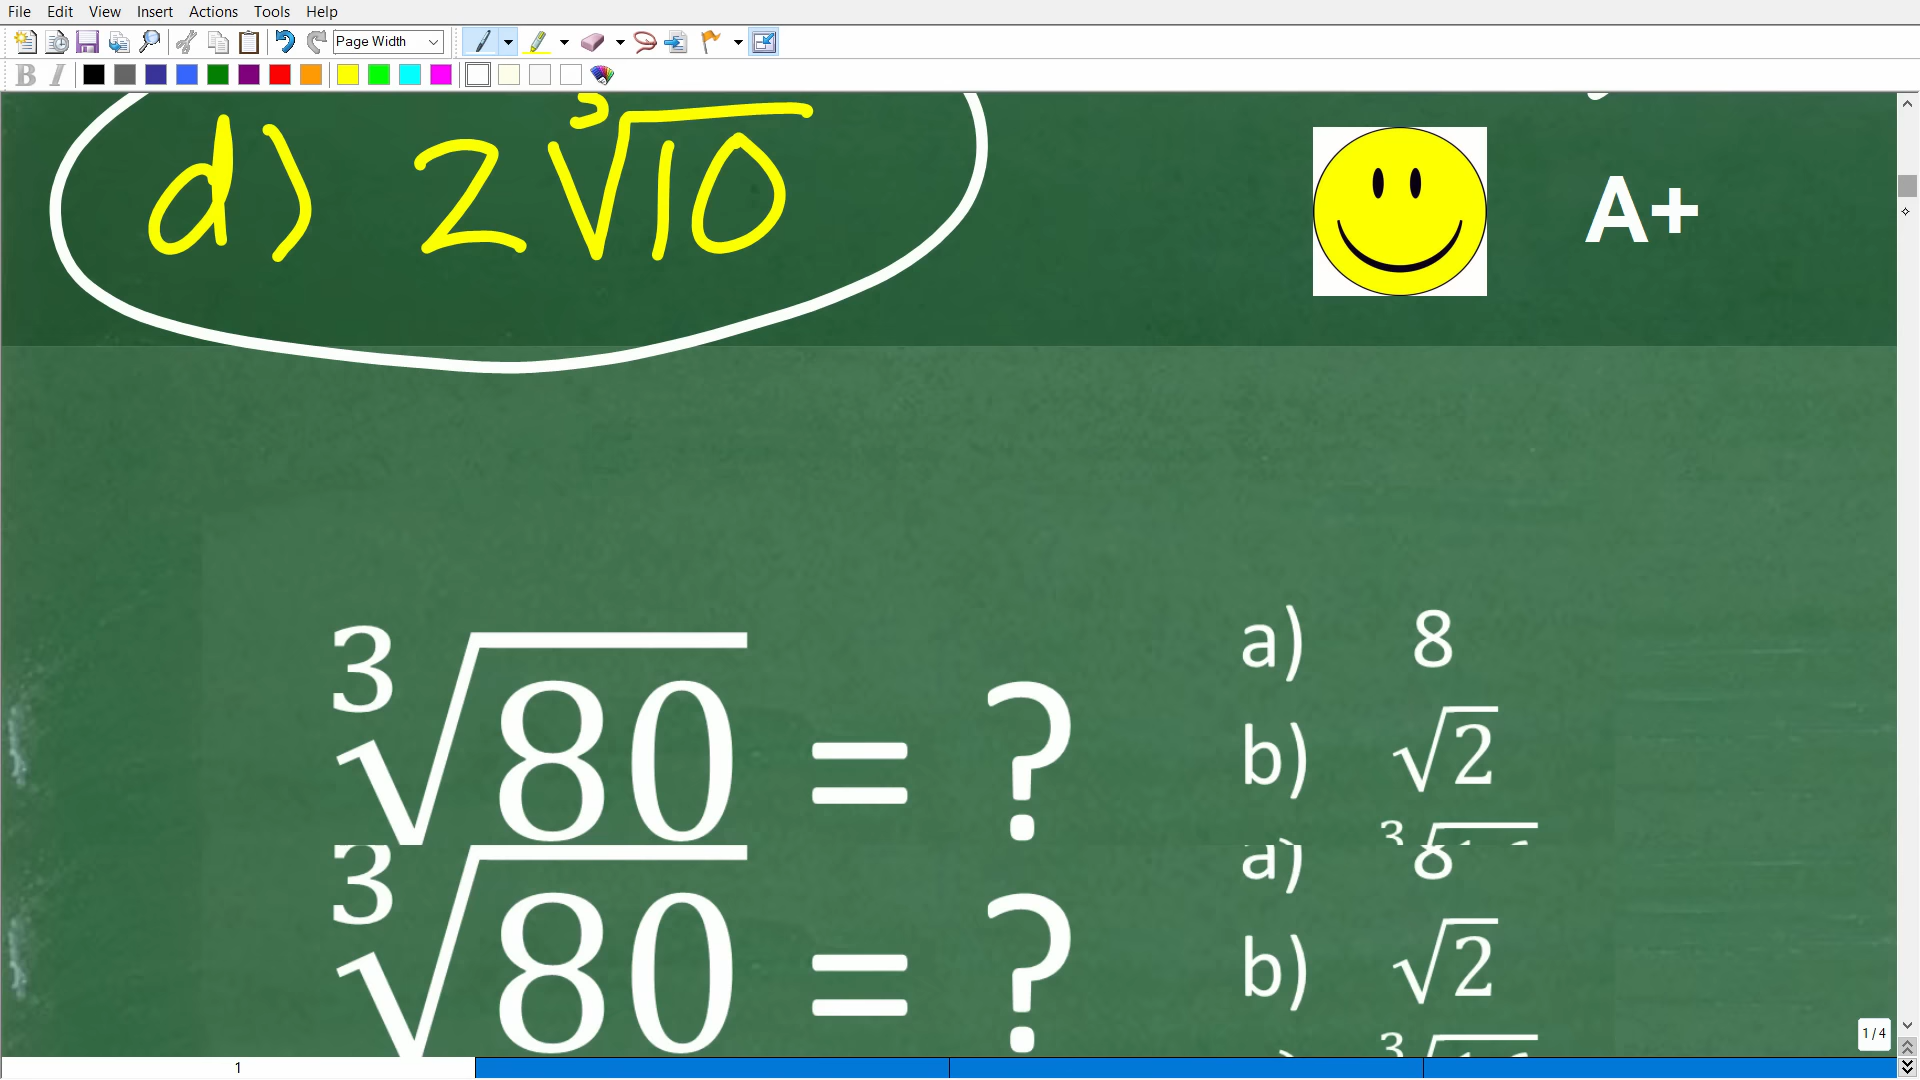 File Edit View Insert Actions Tools Help
Page Width
B I
d) 2∛10
A+
∛80 = ?
a) 8
b) √2
∛80 = ?
a) 8
b) √2
1 / 4
1